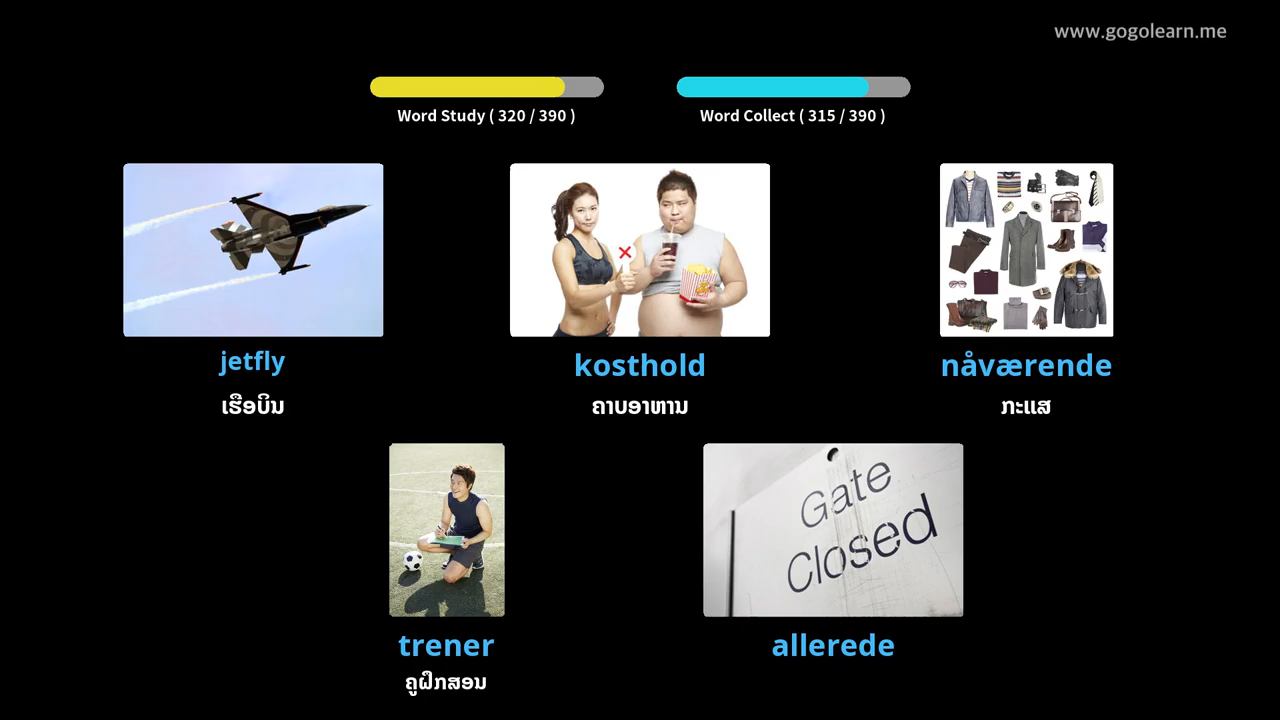 www.gogolearn.me
Word Study ( 320 / 390 )
Word Collect ( 315 / 390 )
jetfly
kosthold
nåværende
ເຮືອບິນ
ຄາບອາຫານ
ກະແສ
Gate
Closed
trener
allerede
ຄູຝຶກສອນ